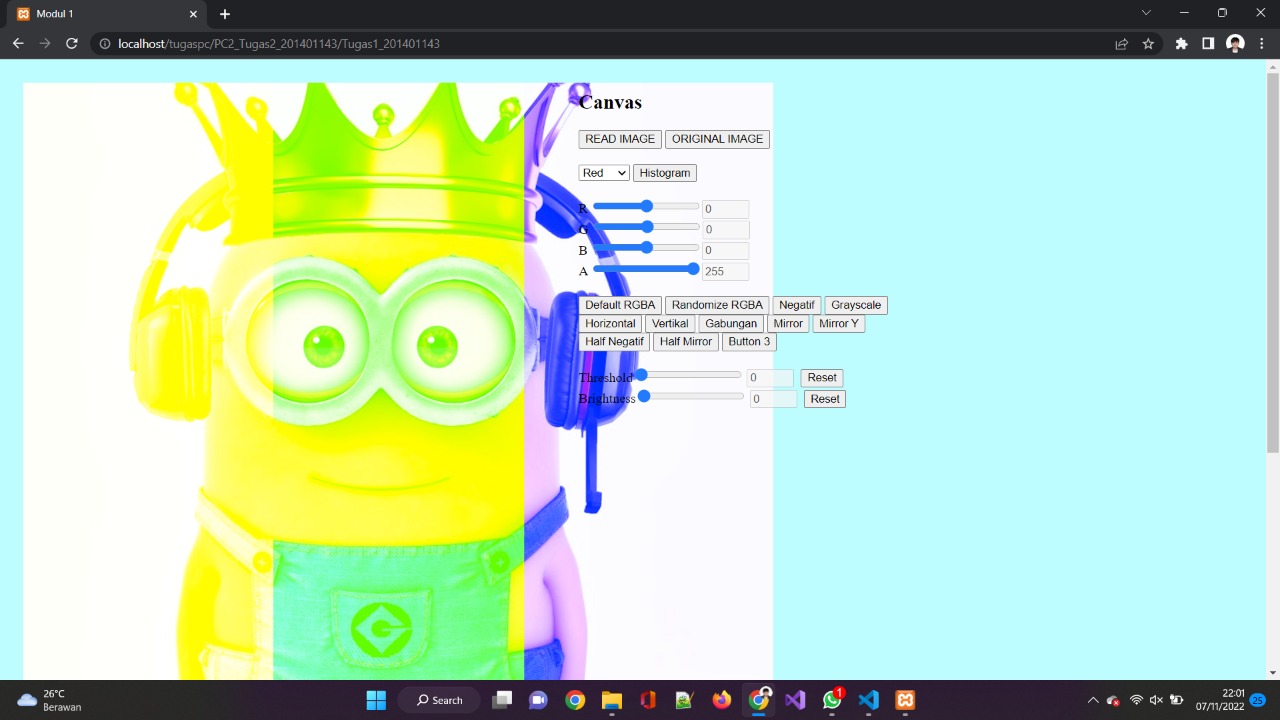 Modul 1
localhost/tugaspc/PC2_Tugas2_201401143/Tugas1_201401143
Canvas
READ IMAGE ORIGINAL IMAGE
Red Histogram
R 0
G 0
B 0
A 255
Default RGBA Randomize RGBA Negatif Grayscale
Horizontal Vertikal Gabungan Mirror Mirror Y
Half Negatif Half Mirror Button 3
Threshold 0 Reset
Brightness 0 Reset
26°C
Berawan
Search
1
22:01
07/11/2022
25